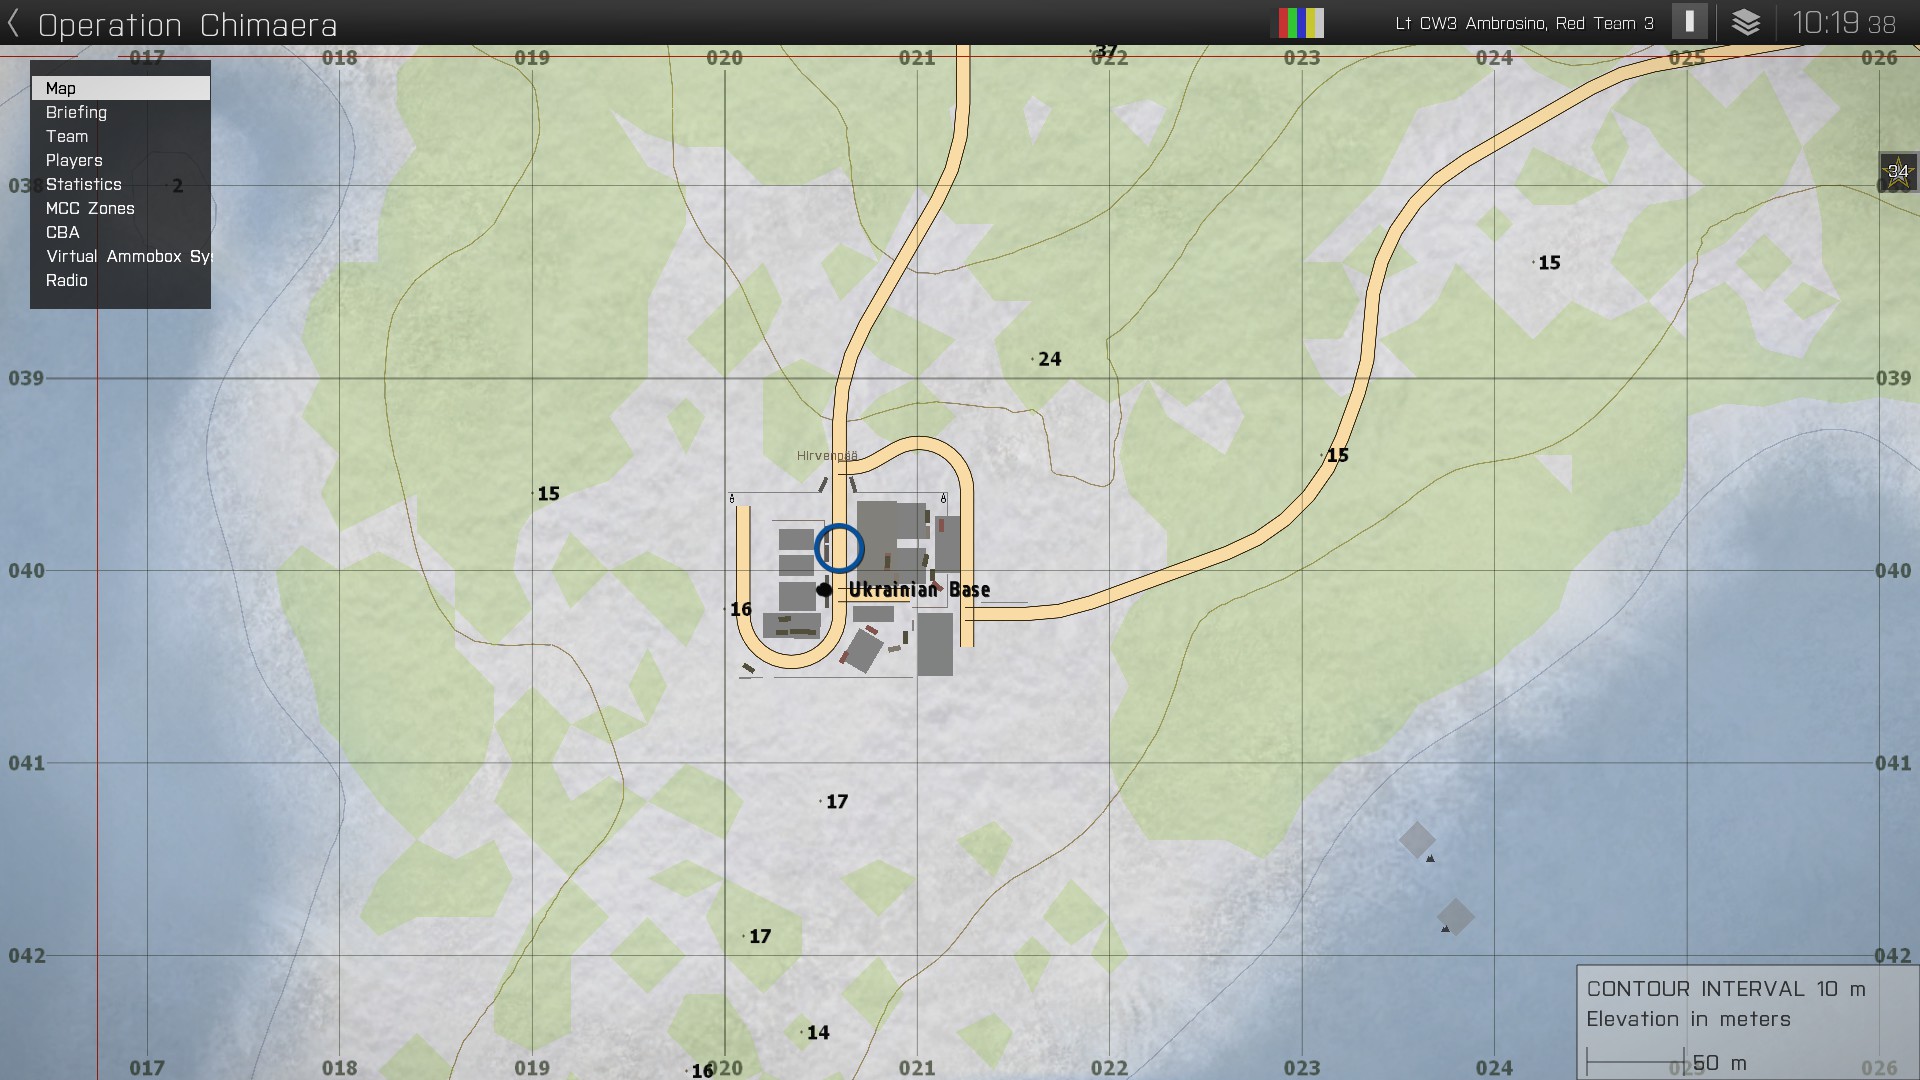 Operation Chimaera
Lt CW3 Ambrosino, Red Team 3
10:19 38
37
017 018 019 020 021 022 023 024 025 026
Map
Briefing
Team
Players
Statistics
MCC Zones
CBA
Virtual Ammobox Sys
Radio
34
038
2
15
24
039 039
15
Hirvenpää
15
040 040
Ukrainian Base
16
041 041
17
17
042 042
CONTOUR INTERVAL 10 m
Elevation in meters
50 m
14
16
017 018 019 020 021 022 023 024 025 026